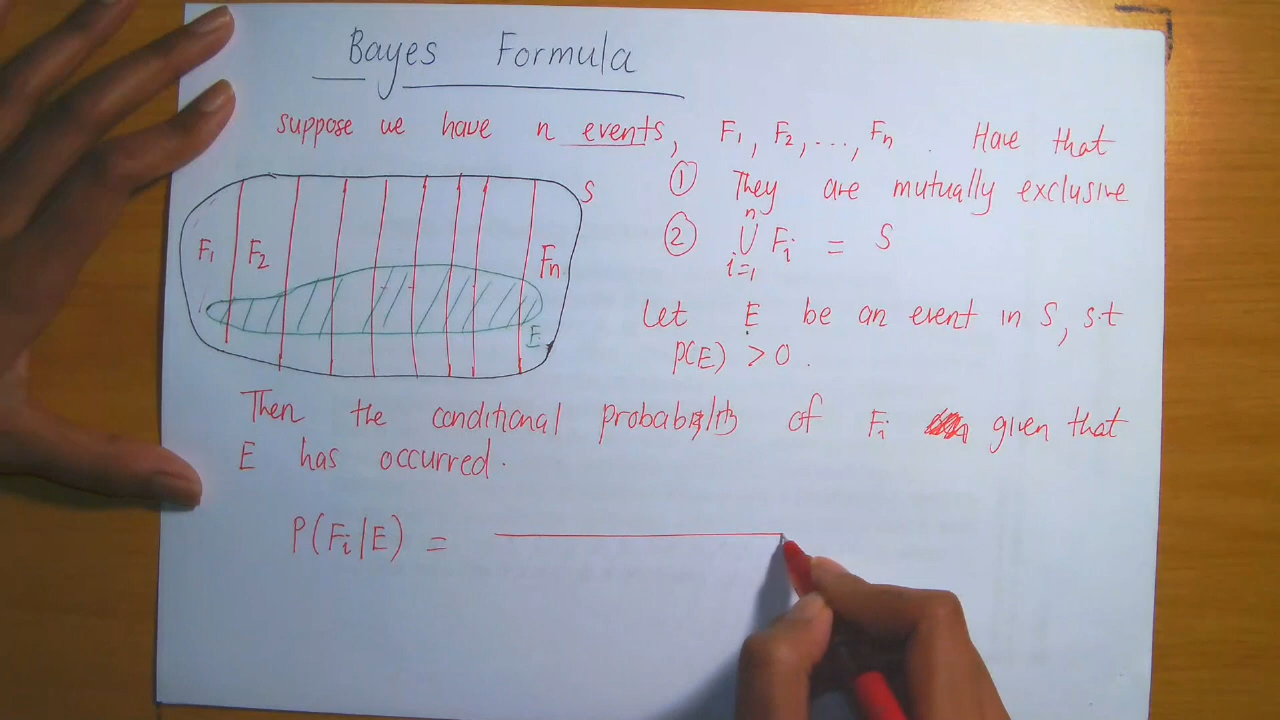 Bayes Formula
suppose we have n events, F₁, F₂, ..., Fₙ. Have that
① They are mutually exclusive
② ⋃ᵢ₌₁ⁿ Fᵢ = S
S
F₁ F₂ Fₙ
E
Let E be an event in S, s.t
P(E) > 0.
Then the conditional probability of Fᵢ given that
E has occurred.
P(Fᵢ|E) =